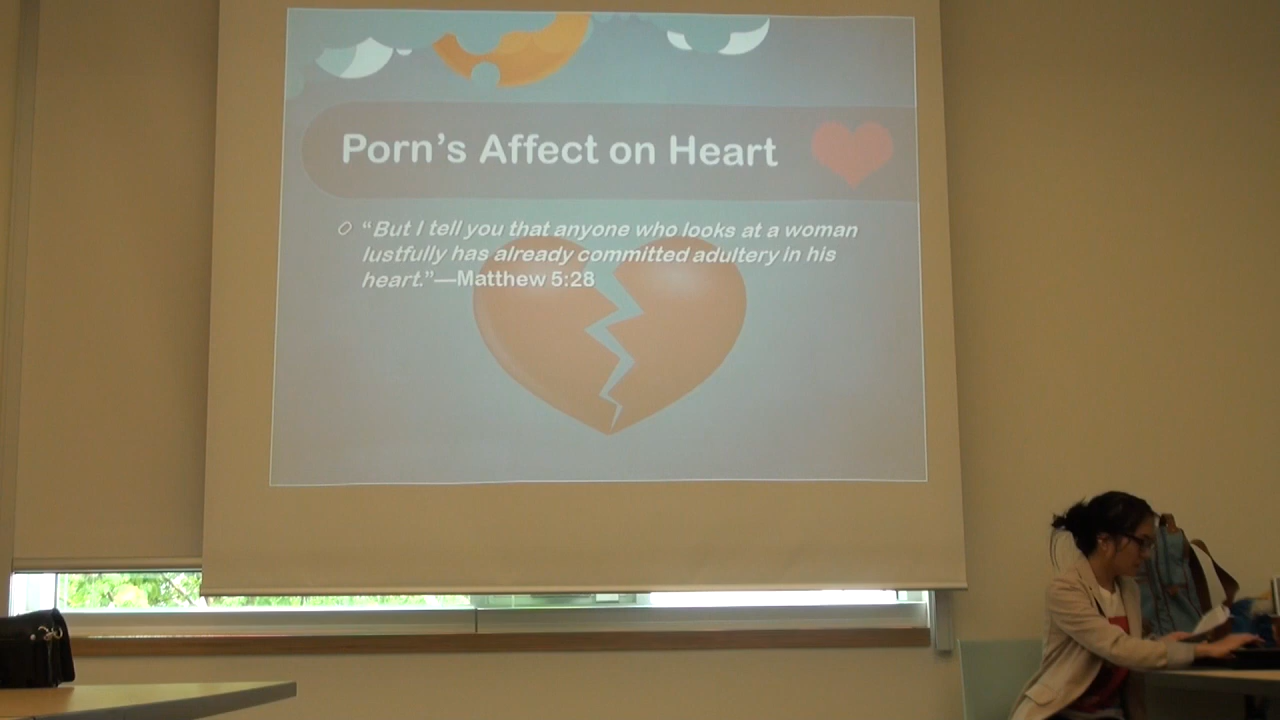 Porn's Affect on Heart
“But I tell you that anyone who looks at a woman
lustfully has already committed adultery in his
heart.”—Matthew 5:28